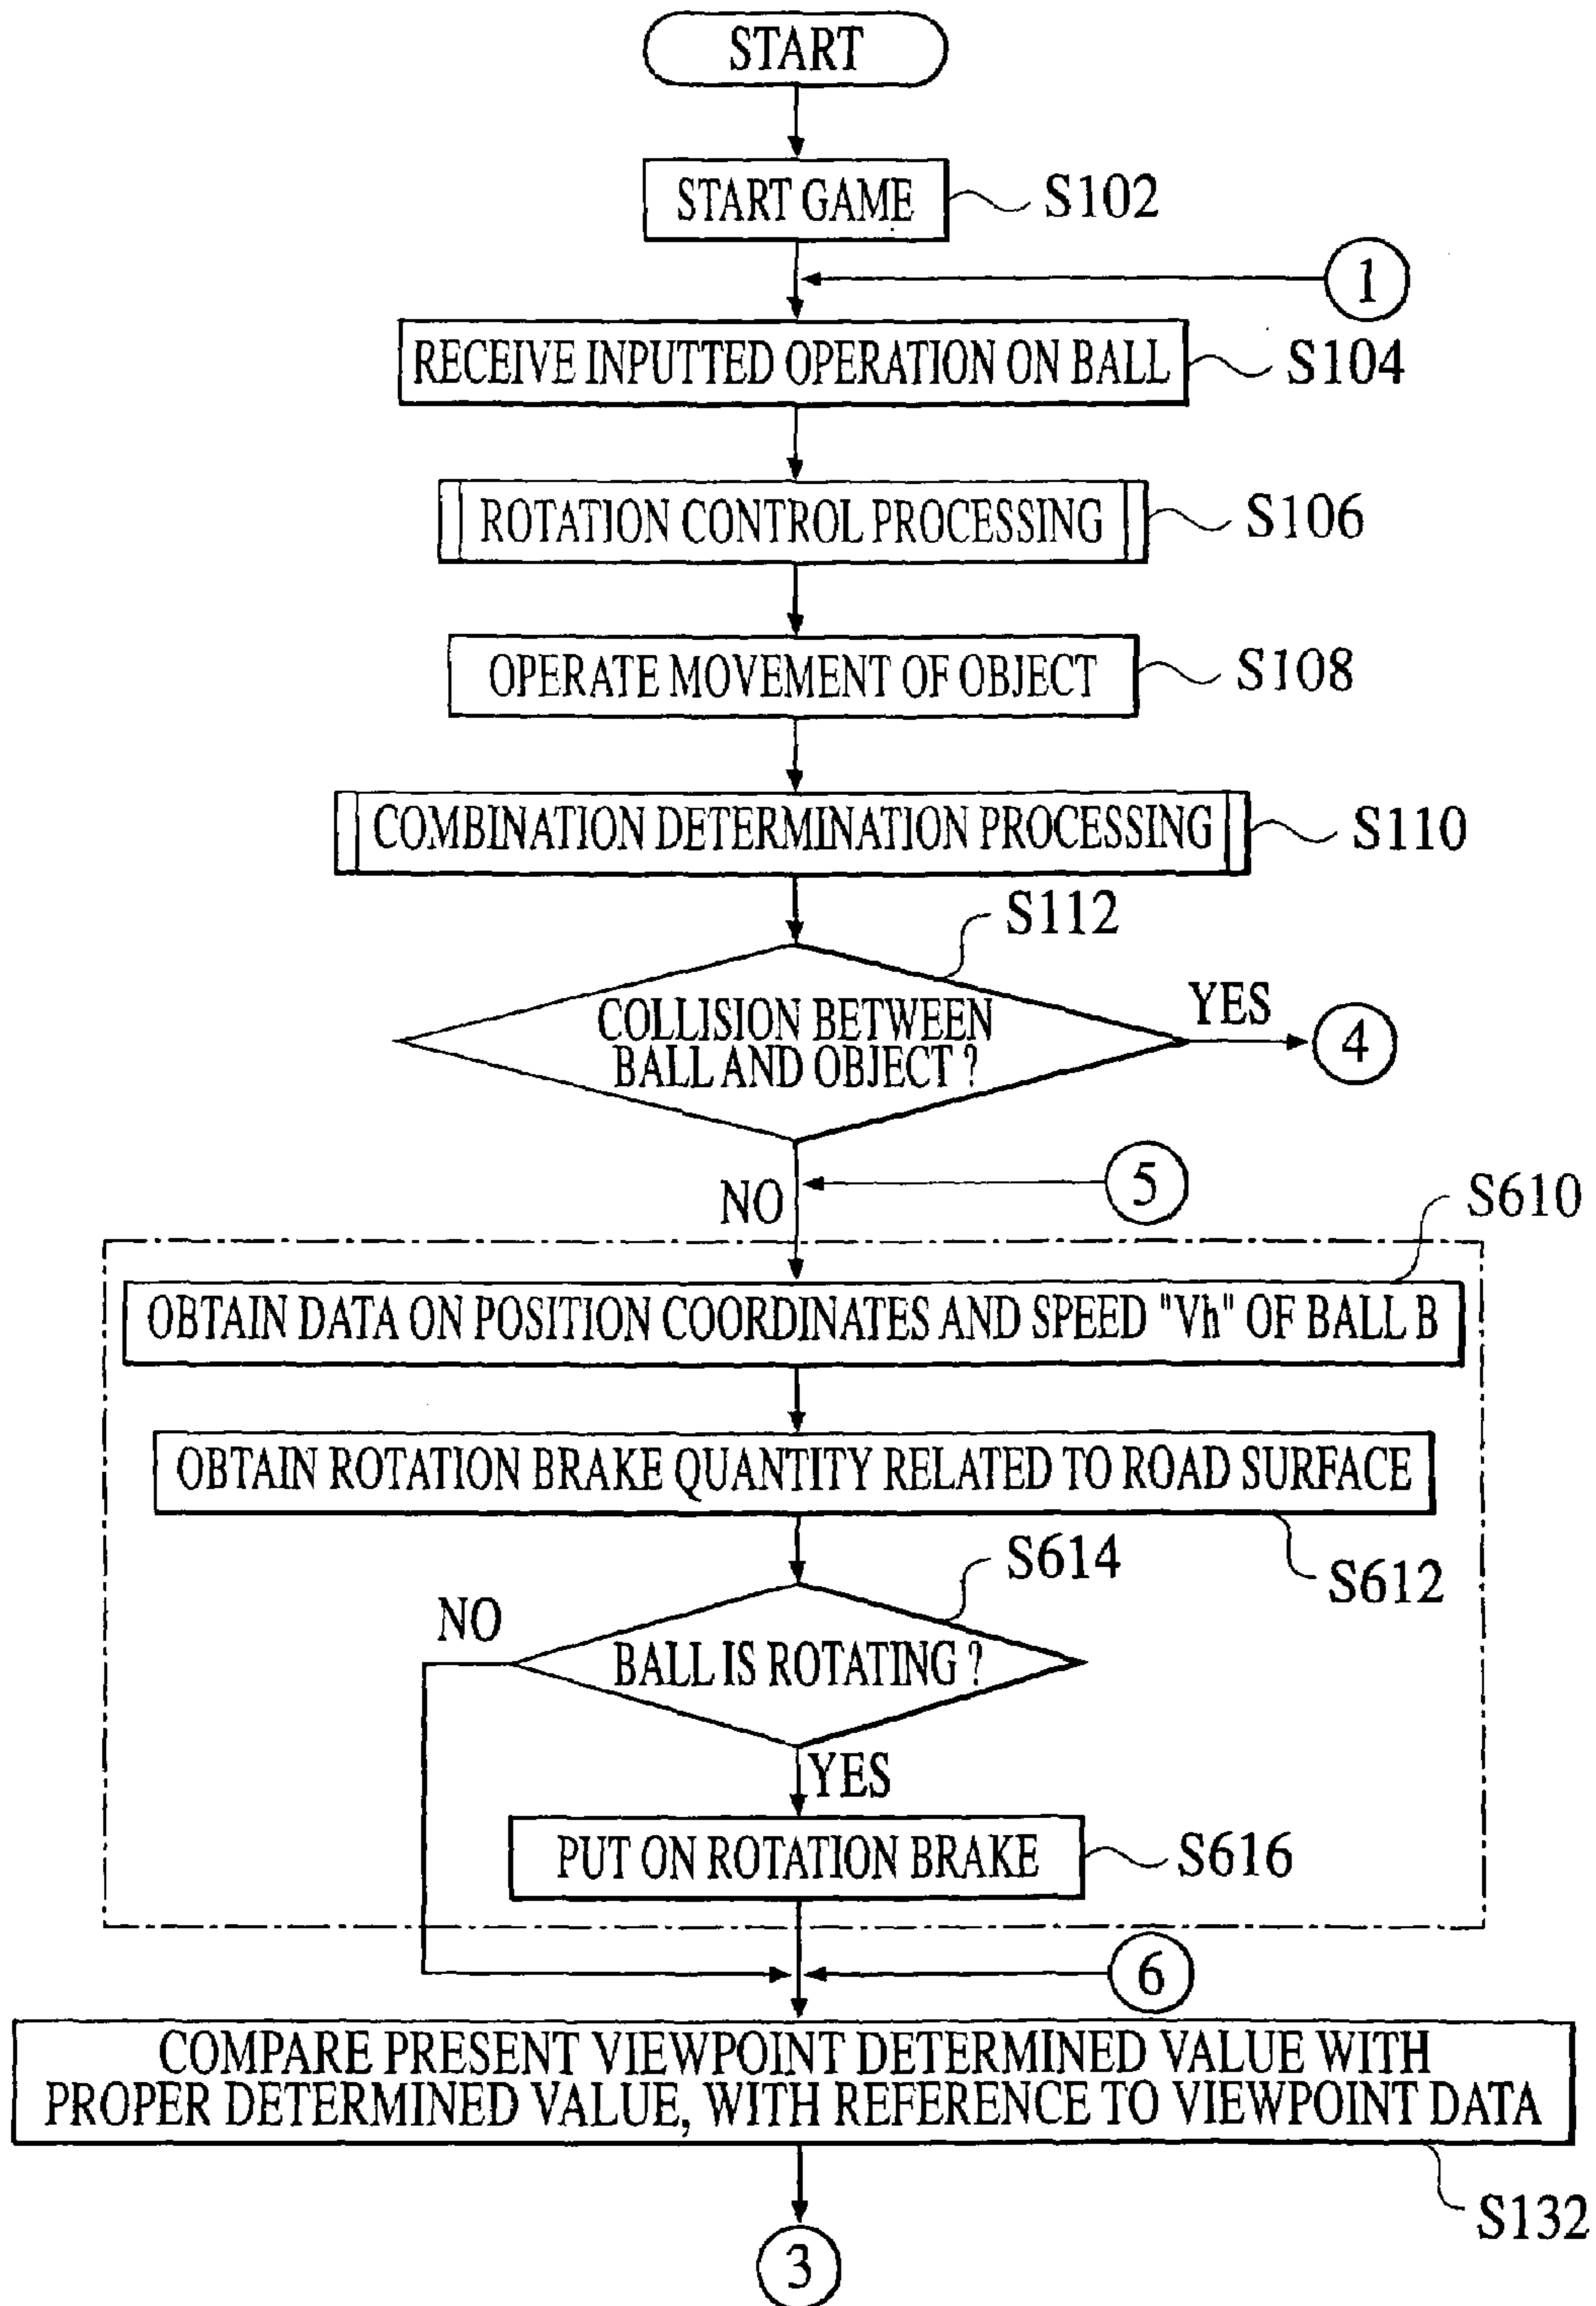 START
START GAME
S102
1
RECEIVE INPUTTED OPERATION ON BALL
S104
ROTATION CONTROL PROCESSING
S106
OPERATE MOVEMENT OF OBJECT
S108
COMBINATION DETERMINATION PROCESSING
S110
S112
COLLISION BETWEEN
BALL AND OBJECT ?
YES
4
NO
5
S610
OBTAIN DATA ON POSITION COORDINATES AND SPEED "Vh" OF BALL B
OBTAIN ROTATION BRAKE QUANTITY RELATED TO ROAD SURFACE
S612
S614
NO
BALL IS ROTATING ?
YES
PUT ON ROTATION BRAKE
S616
6
COMPARE PRESENT VIEWPOINT DETERMINED VALUE WITH
PROPER DETERMINED VALUE, WITH REFERENCE TO VIEWPOINT DATA
S132
3